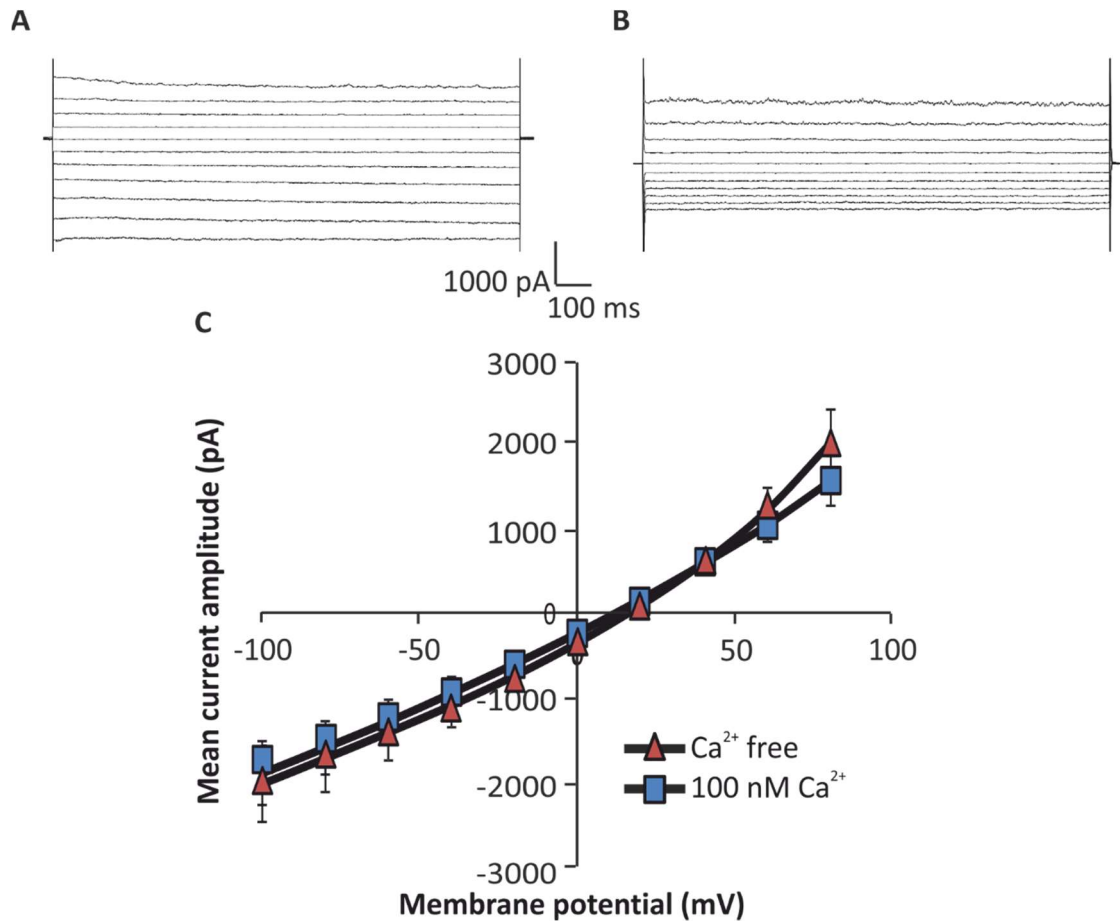 A
B
1000 pA
100 ms
C
3000
2000
1000
0
-1000
-2000
-3000
-100
-50
0
50
100
Mean current amplitude (pA)
Ca²⁺ free
100 nM Ca²⁺
Membrane potential (mV)